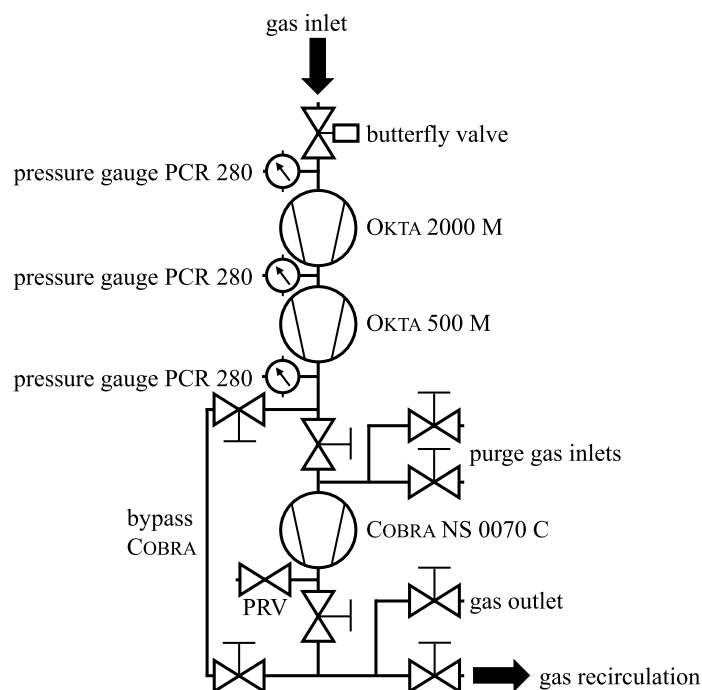 gas inlet
butterfly valve
pressure gauge PCR 280
OKTA 2000 M
pressure gauge PCR 280
OKTA 500 M
pressure gauge PCR 280
purge gas inlets
bypass
COBRA
COBRA NS 0070 C
PRV
gas outlet
gas recirculation